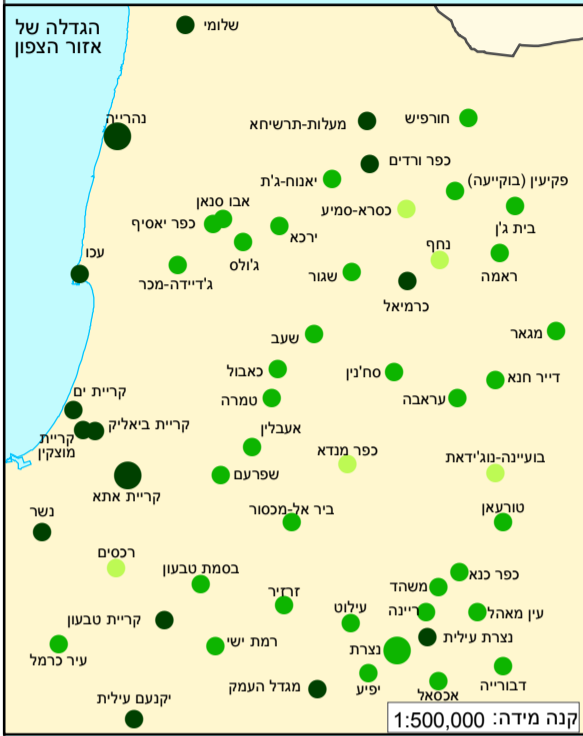 הגדלה של
אזור הצפון
שלומי
נהרייה
מעלות-תרשיחא
חורפיש
כפר ורדים
יאנוח-ג'ת
פקיעין (בוקייעה)
אבו סנאן
כסרא-סמיע
בית ג'ן
כפר יאסיף
ירכא
ג'ולס
נחף
ראמה
עכו
ג'דיידה-מכר
שגור
כרמיאל
שעב
מגאר
כאבול
סח'נין
דייר חנא
קריית ים
טמרה
עראבה
קריית ביאליק
קריית
מוצקין
אעבלין
כפר מנדא
בועיינה-נוג'ידאת
קריית אתא
שפרעם
ביר אל-מכסור
טורעאן
נשר
רכסים
בסמת טבעון
כפר כנא
משהד
זרזיר
עילוט
ריינה
עין מאהל
קריית טבעון
נצרת עילית
רמת ישי
נצרת
עיר כרמל
יפיע
אכסאל
דבורייה
מגדל העמק
יקנעם עילית
קנה מידה: 1:500,000